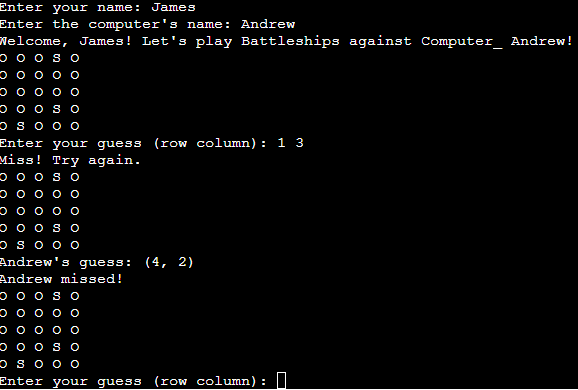 Enter your name: James
Enter the computer's name: Andrew
Welcome, James! Let's play Battleships against Computer_ Andrew!
O O O S O
O O O O O
O O O O O
O O O S O
O S O O O
Enter your guess (row column): 1 3
Miss! Try again.
O O O S O
O O O O O
O O O O O
O O O S O
O S O O O
Andrew's guess: (4, 2)
Andrew missed!
O O O S O
O O O O O
O O O O O
O O O S O
O S O O O
Enter your guess (row column):